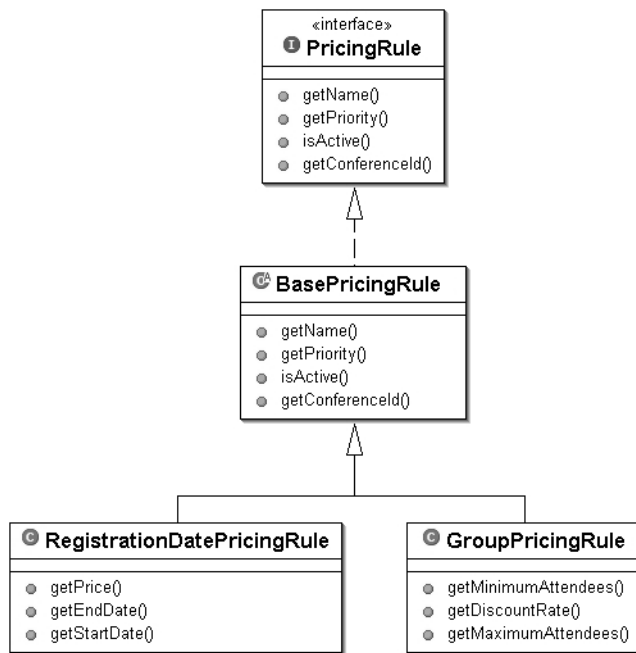 «interface»
I PricingRule
getName()
getPriority()
isActive()
getConferenceId()
C A BasePricingRule
getName()
getPriority()
isActive()
getConferenceId()
C RegistrationDatePricingRule
getPrice()
getEndDate()
getStartDate()
C GroupPricingRule
getMinimumAttendees()
getDiscountRate()
getMaximumAttendees()